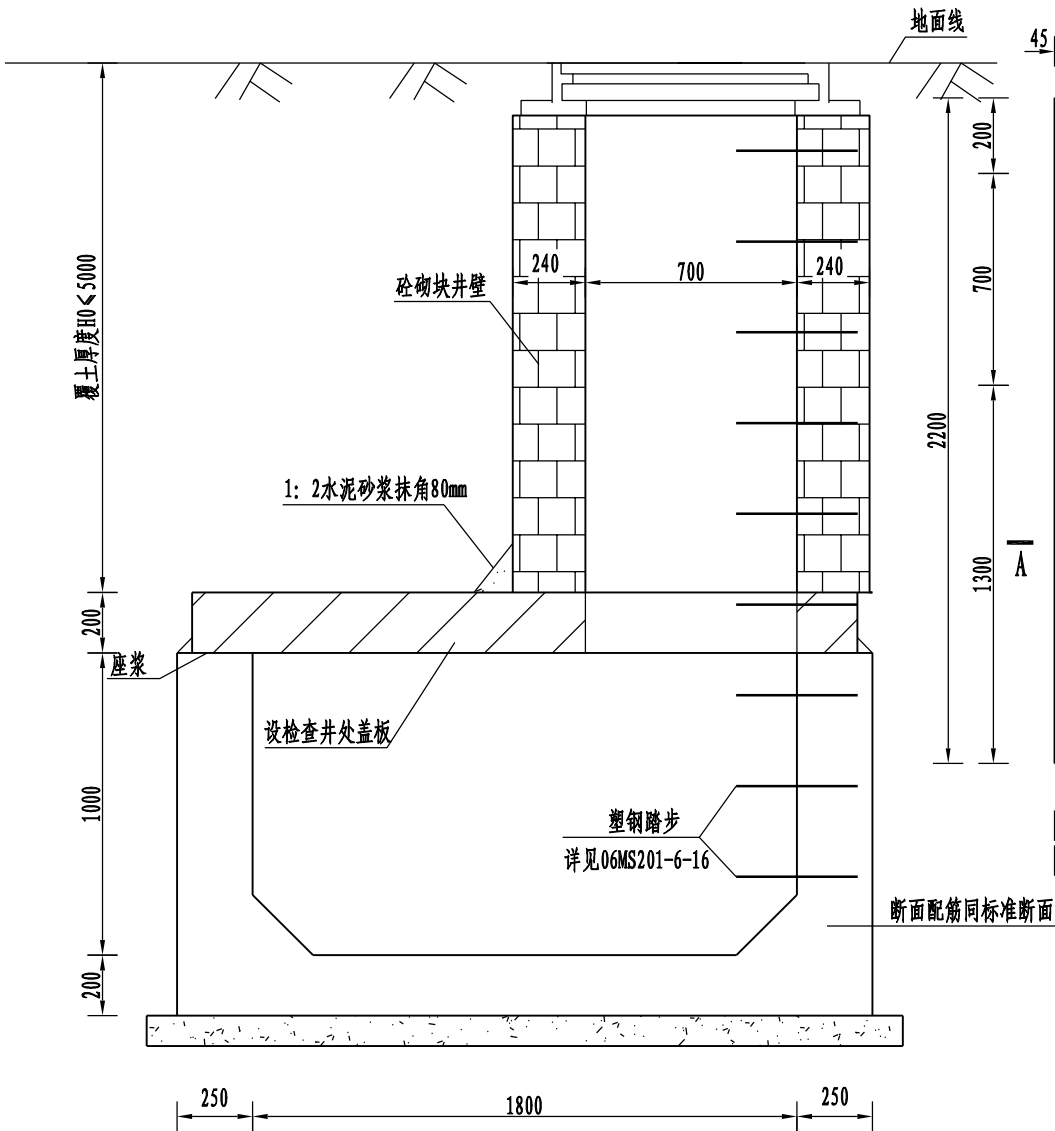 地面线
45
200
覆土厚度H0≤5000
240
700
240
700
砼砌块井壁
2200
1：2水泥砂浆抹角80mm
1300
A
200
座浆
设检查井处盖板
1000
塑钢踏步
详见06MS201-6-16
断面配筋同标准断面
200
250
1800
250